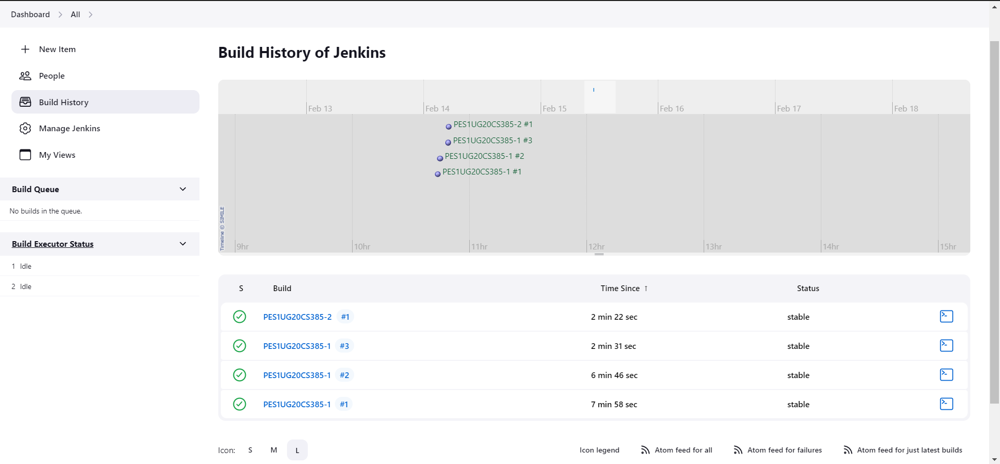 Dashboard
All
New Item
People
Build History
Manage Jenkins
My Views
Build Queue
No builds in the queue.
Build Executor Status
1 Idle
2 Idle
Build History of Jenkins
Feb 13 Feb 14 Feb 15 Feb 16 Feb 17 Feb 18
PES1UG20CS385-2 #1
PES1UG20CS385-1 #3
PES1UG20CS385-1 #2
PES1UG20CS385-1 #1
Timeline © SIMILE
9hr 10hr 11hr 12hr 13hr 14hr 15hr
S Build Time Since ↑ Status
PES1UG20CS385-2 #1 2 min 22 sec stable
PES1UG20CS385-1 #3 2 min 31 sec stable
PES1UG20CS385-1 #2 6 min 46 sec stable
PES1UG20CS385-1 #1 7 min 58 sec stable
Icon: S M L
Icon legend Atom feed for all Atom feed for failures Atom feed for just latest builds